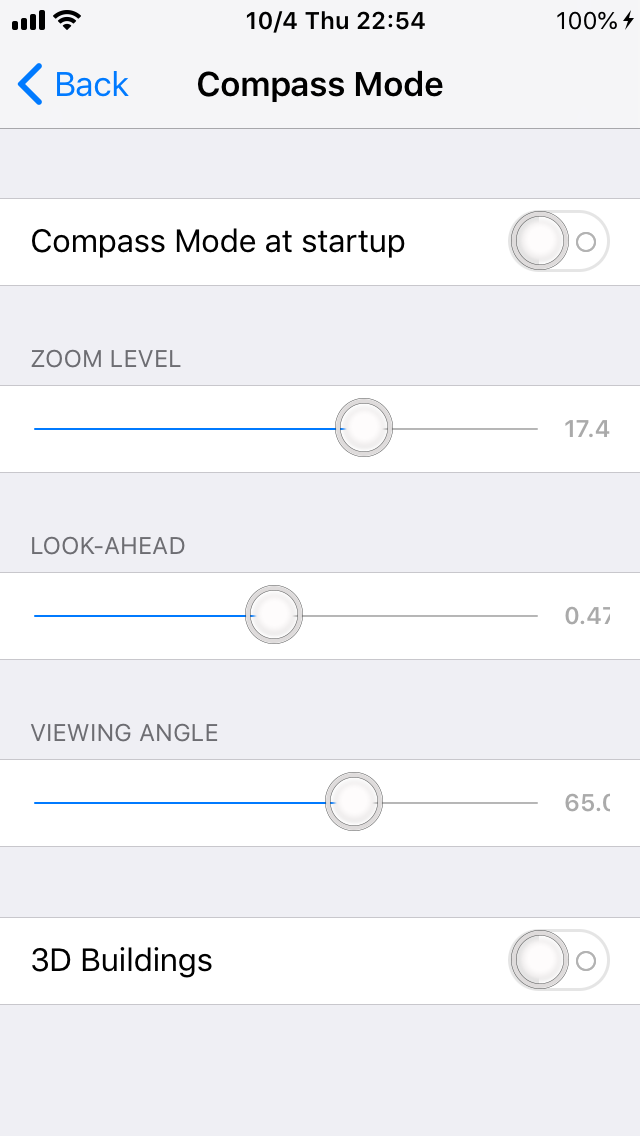 10/4 Thu 22:54
100%
Back
Compass Mode
Compass Mode at startup
ZOOM LEVEL
17.4
LOOK-AHEAD
0.47
VIEWING ANGLE
65.0
3D Buildings